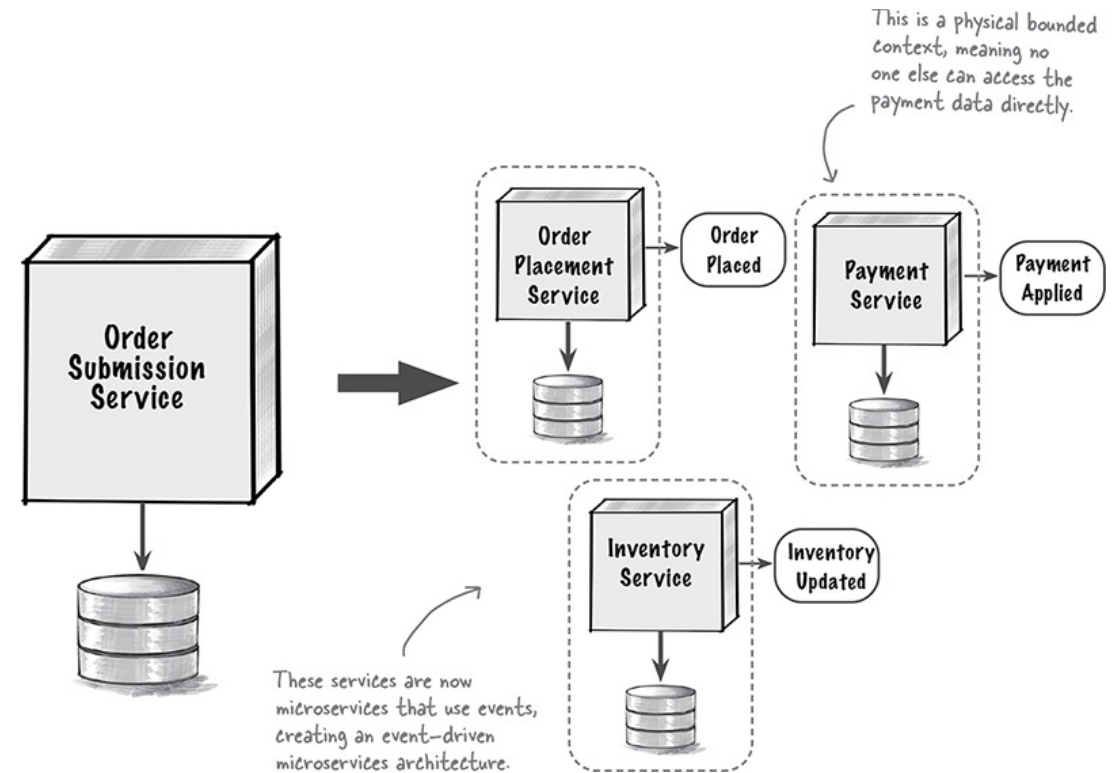 This is a physical bounded
context, meaning no
one else can access the
payment data directly.
Order
Submission
Service
Order
Placement
Service
Order
Placed
Payment
Service
Payment
Applied
Inventory
Service
Inventory
Updated
These services are now
microservices that use events,
creating an event-driven
microservices architecture.